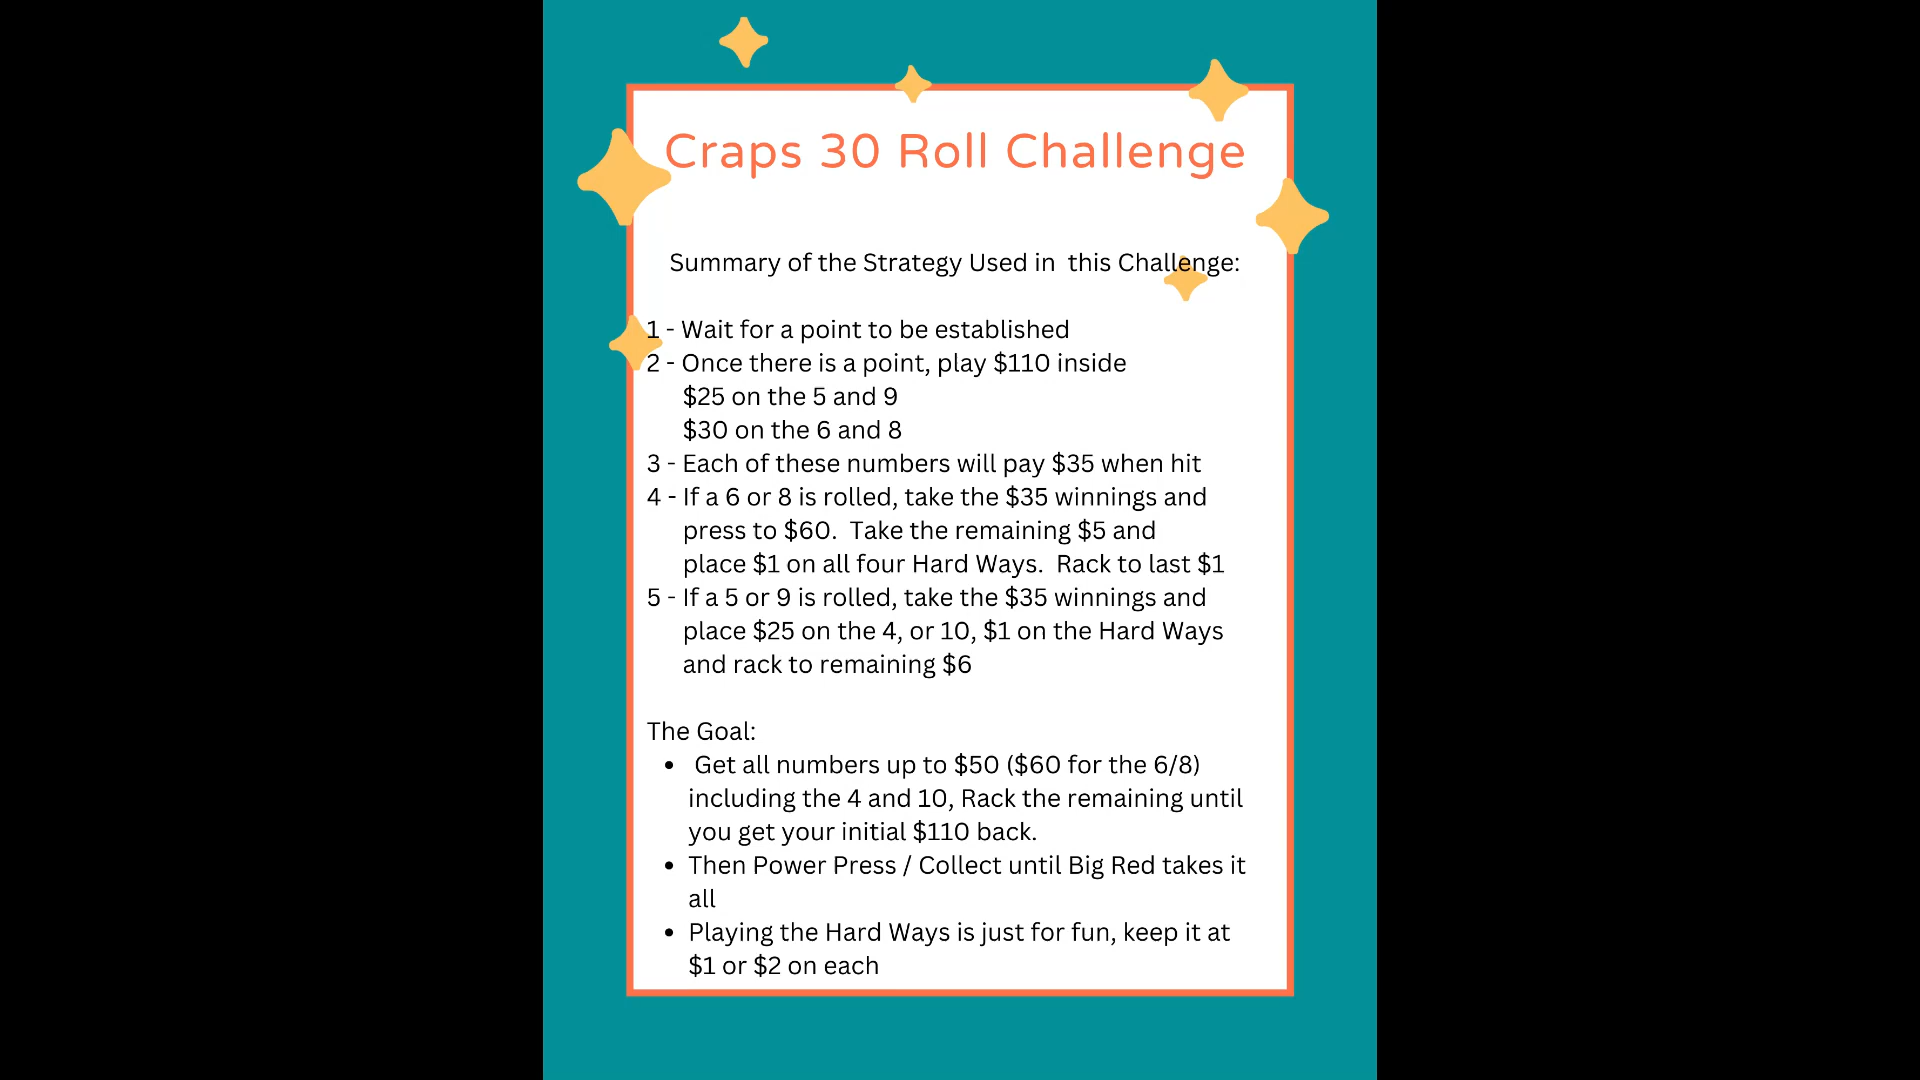 Craps 30 Roll Challenge
Summary of the Strategy Used in this Challenge:
1 - Wait for a point to be established
2 - Once there is a point, play $110 inside
$25 on the 5 and 9
$30 on the 6 and 8
3 - Each of these numbers will pay $35 when hit
4 - If a 6 or 8 is rolled, take the $35 winnings and
press to $60. Take the remaining $5 and
place $1 on all four Hard Ways. Rack to last $1
5 - If a 5 or 9 is rolled, take the $35 winnings and
place $25 on the 4, or 10, $1 on the Hard Ways
and rack to remaining $6
The Goal:
• Get all numbers up to $50 ($60 for the 6/8)
including the 4 and 10, Rack the remaining until
you get your initial $110 back.
• Then Power Press / Collect until Big Red takes it
all
• Playing the Hard Ways is just for fun, keep it at
$1 or $2 on each